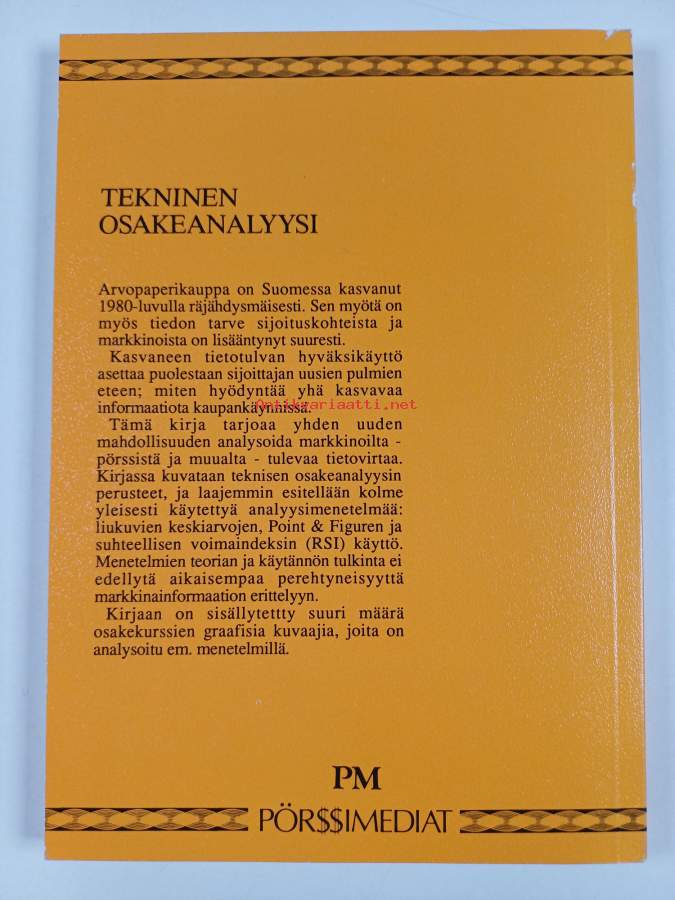 TEKNINEN
OSAKEANALYYSI
Arvopaperikauppa on Suomessa kasvanut
1980-luvulla räjähdysmäisesti. Sen myötä on
myös tiedon tarve sijoituskohteista ja
markkinoista on lisääntynyt suuresti.
Kasvaneen tietotulvan hyväksikäyttö
asettaa puolestaan sijoittajan uusien pulmien
eteen; miten hyödyntää yhä kasvavaa
informaatiota kaupankäynnissä.
Antikvariaatti.net
Tämä kirja tarjoaa yhden uuden
mahdollisuuden analysoida markkinoilta -
pörssistä ja muualta - tulevaa tietovirtaa.
Kirjassa kuvataan teknisen osakeanalyysin
perusteet, ja laajemmin esitellään kolme
yleisesti käytettyä analyysimenetelmää:
liukuvien keskiarvojen, Point & Figuren ja
suhteellisen voimaindeksin (RSI) käyttö.
Menetelmien teorian ja käytännön tulkinta ei
edellytä aikaisempaa perehtyneisyyttä
markkinainformaation erittelyyn.
Kirjaan on sisällytettty suuri määrä
osakekurssien graafisia kuvaajia, joita on
analysoitu em. menetelmillä.
PM
PÖR$$IMEDIAT